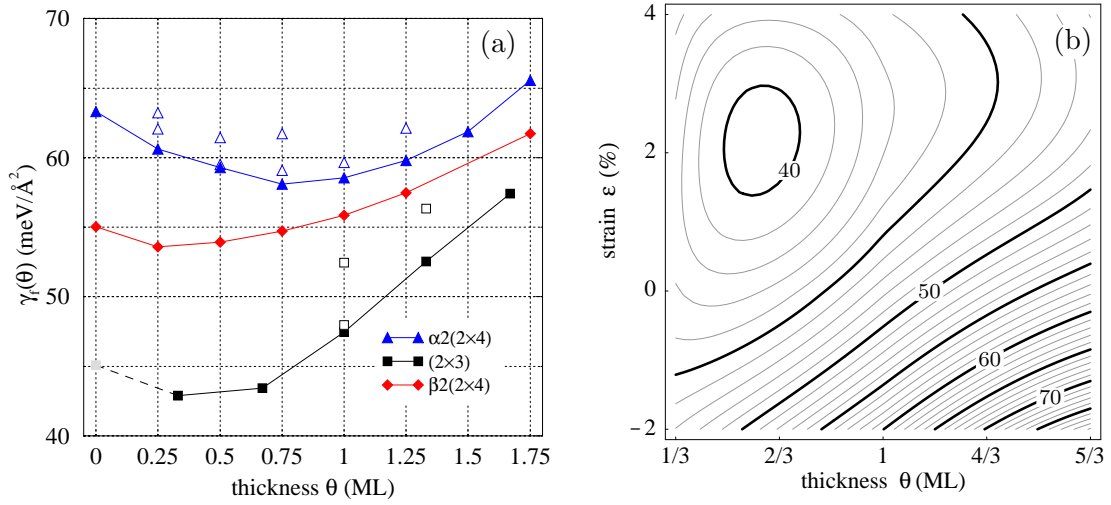 70
60
50
40
γf(θ) (meV/Å²)
(a)
α2(2×4)
(2×3)
β2(2×4)
0 0.25 0.5 0.75 1 1.25 1.5 1.75
thickness θ (ML)
4
2
0
-2
strain ε (%)
(b)
40
50
60
70
1/3 2/3 1 4/3 5/3
thickness θ (ML)